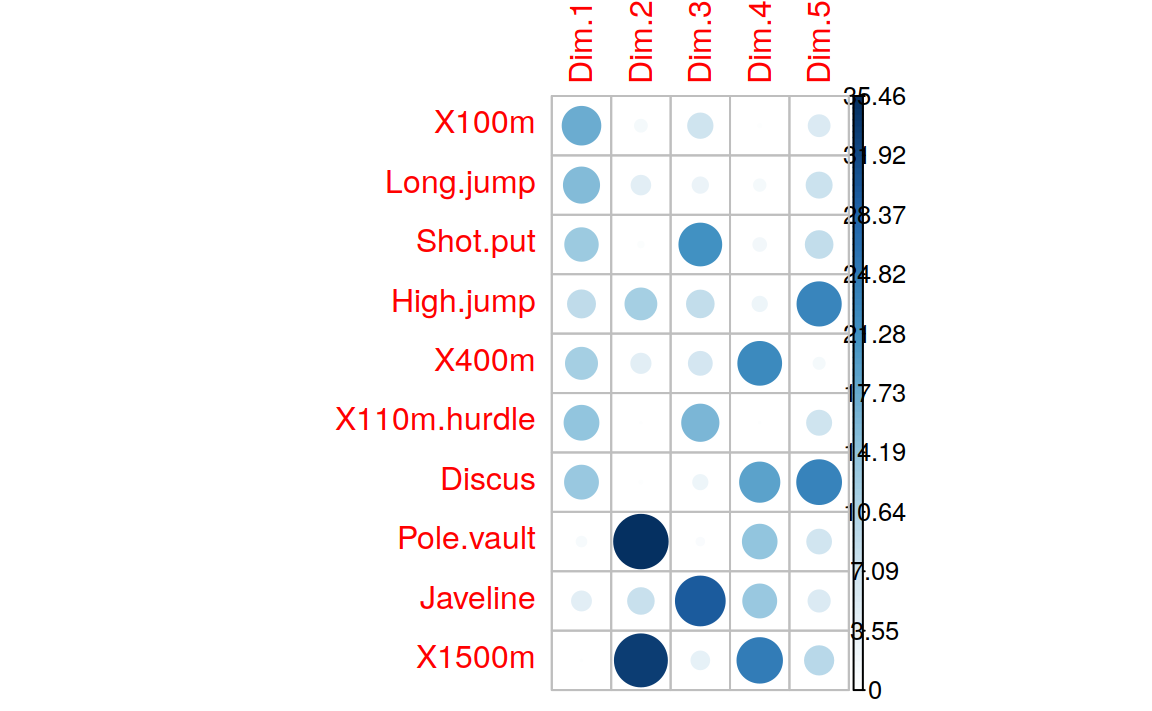 Dim.1 Dim.2 Dim.3 Dim.4 Dim.5
X100m
Long.jump
Shot.put
High.jump
X400m
X110m.hurdle
Discus
Pole.vault
Javeline
X1500m
35.46
31.92
28.37
24.82
21.28
17.73
14.19
10.64
7.09
3.55
0